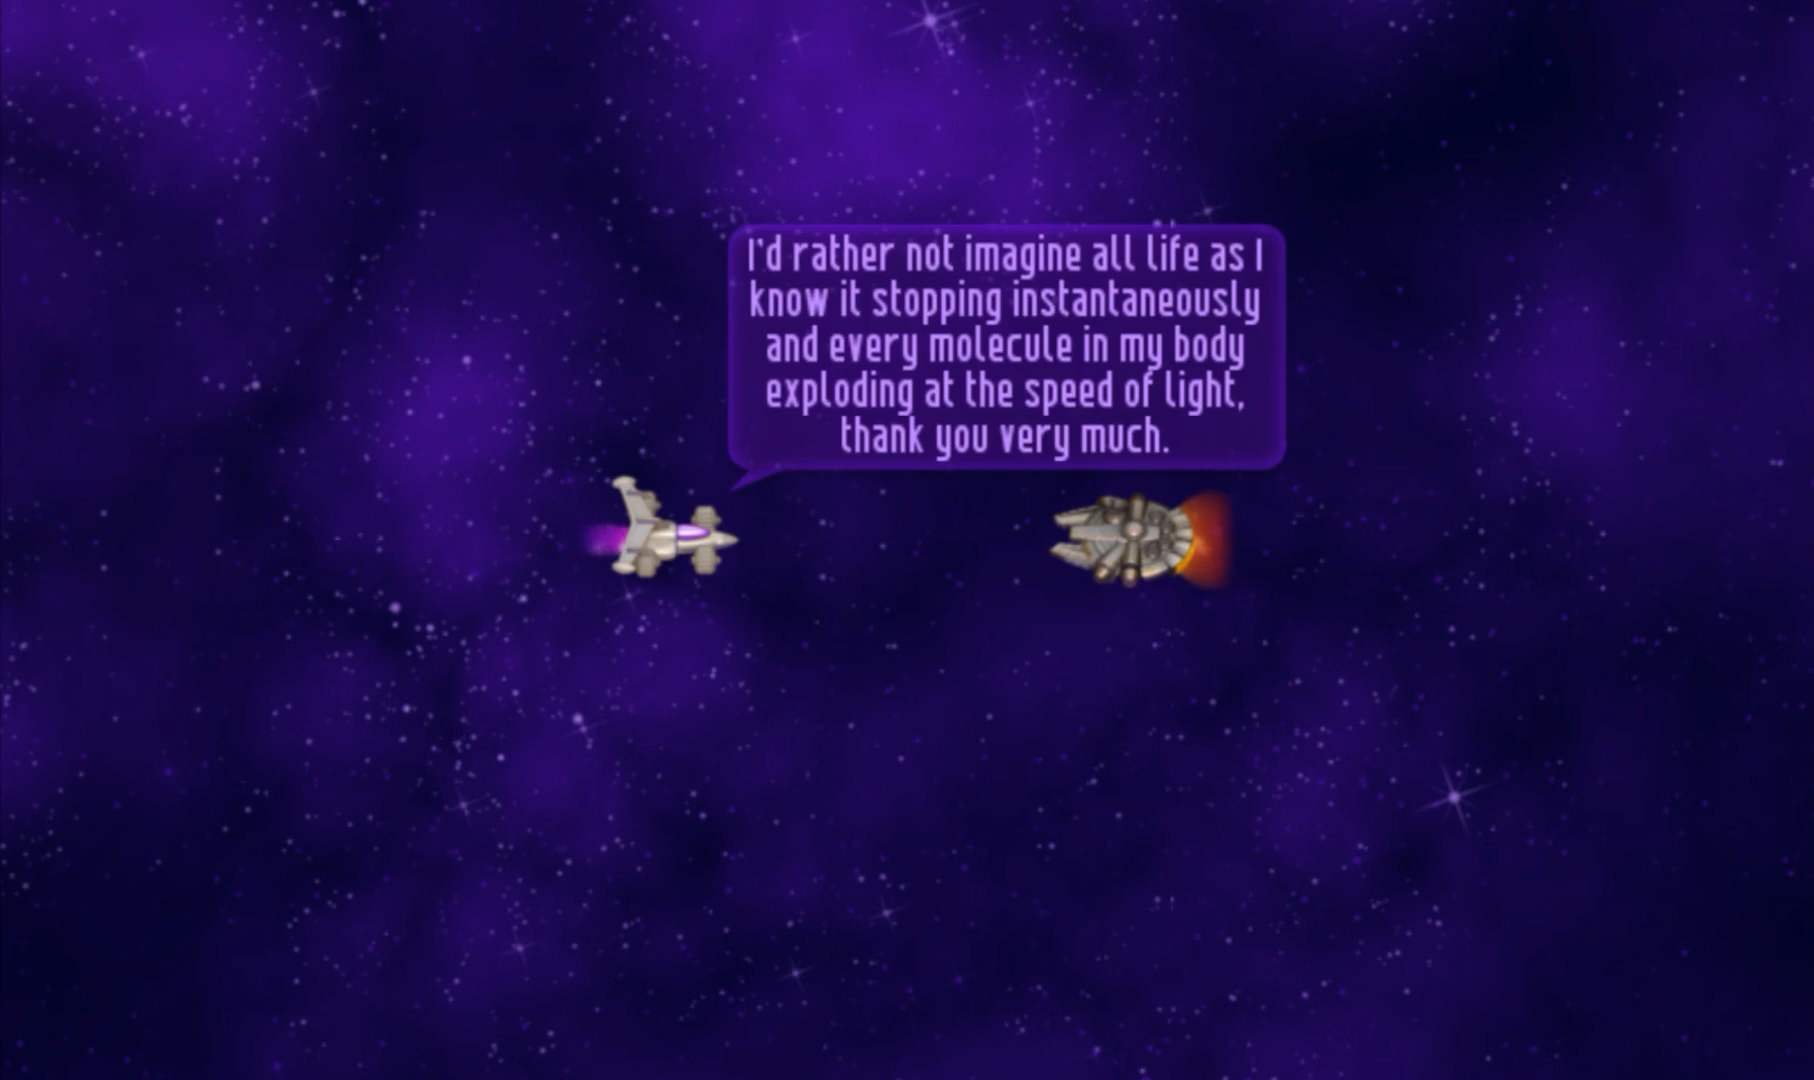 I'd rather not imagine all life as I
know it stopping instantaneously
and every molecule in my body
exploding at the speed of light,
thank you very much.